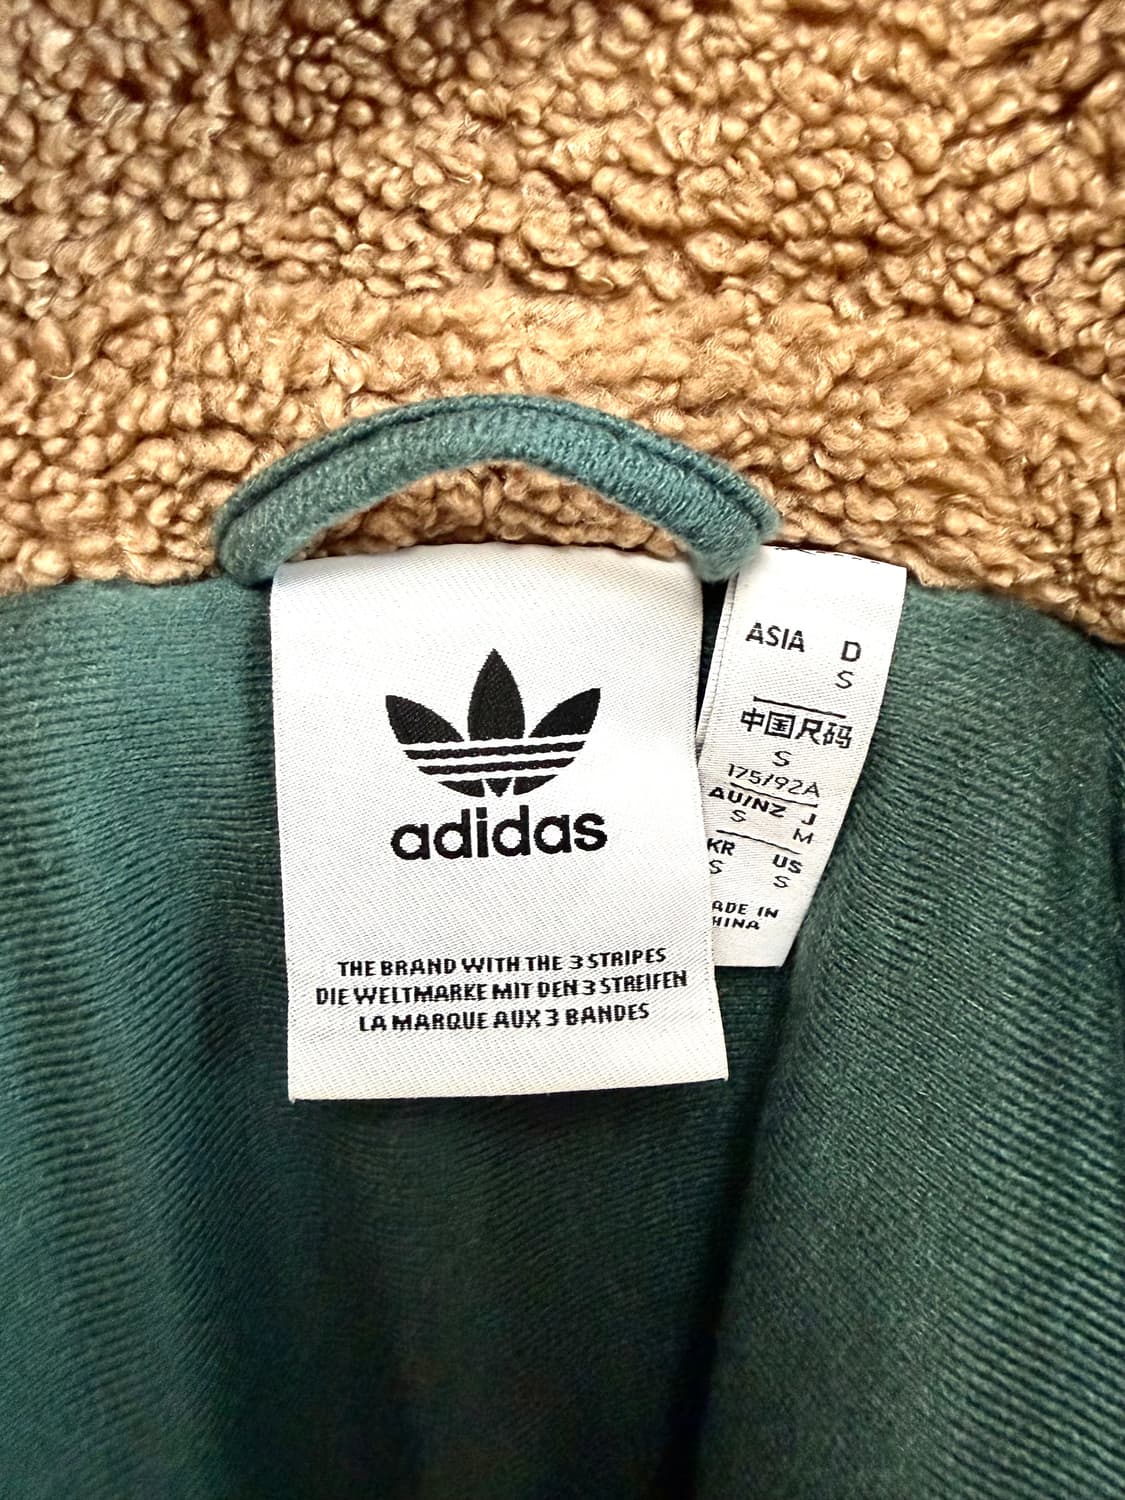 adidas
THE BRAND WITH THE 3 STRIPES
DIE WELTMARKE MIT DEN 3 STREIFEN
LA MARQUE AUX 3 BANDES
ASIA D
S
中国尺码
S
175/92A
AU/NZ J
S M
KR US
S S
ADE IN
HINA